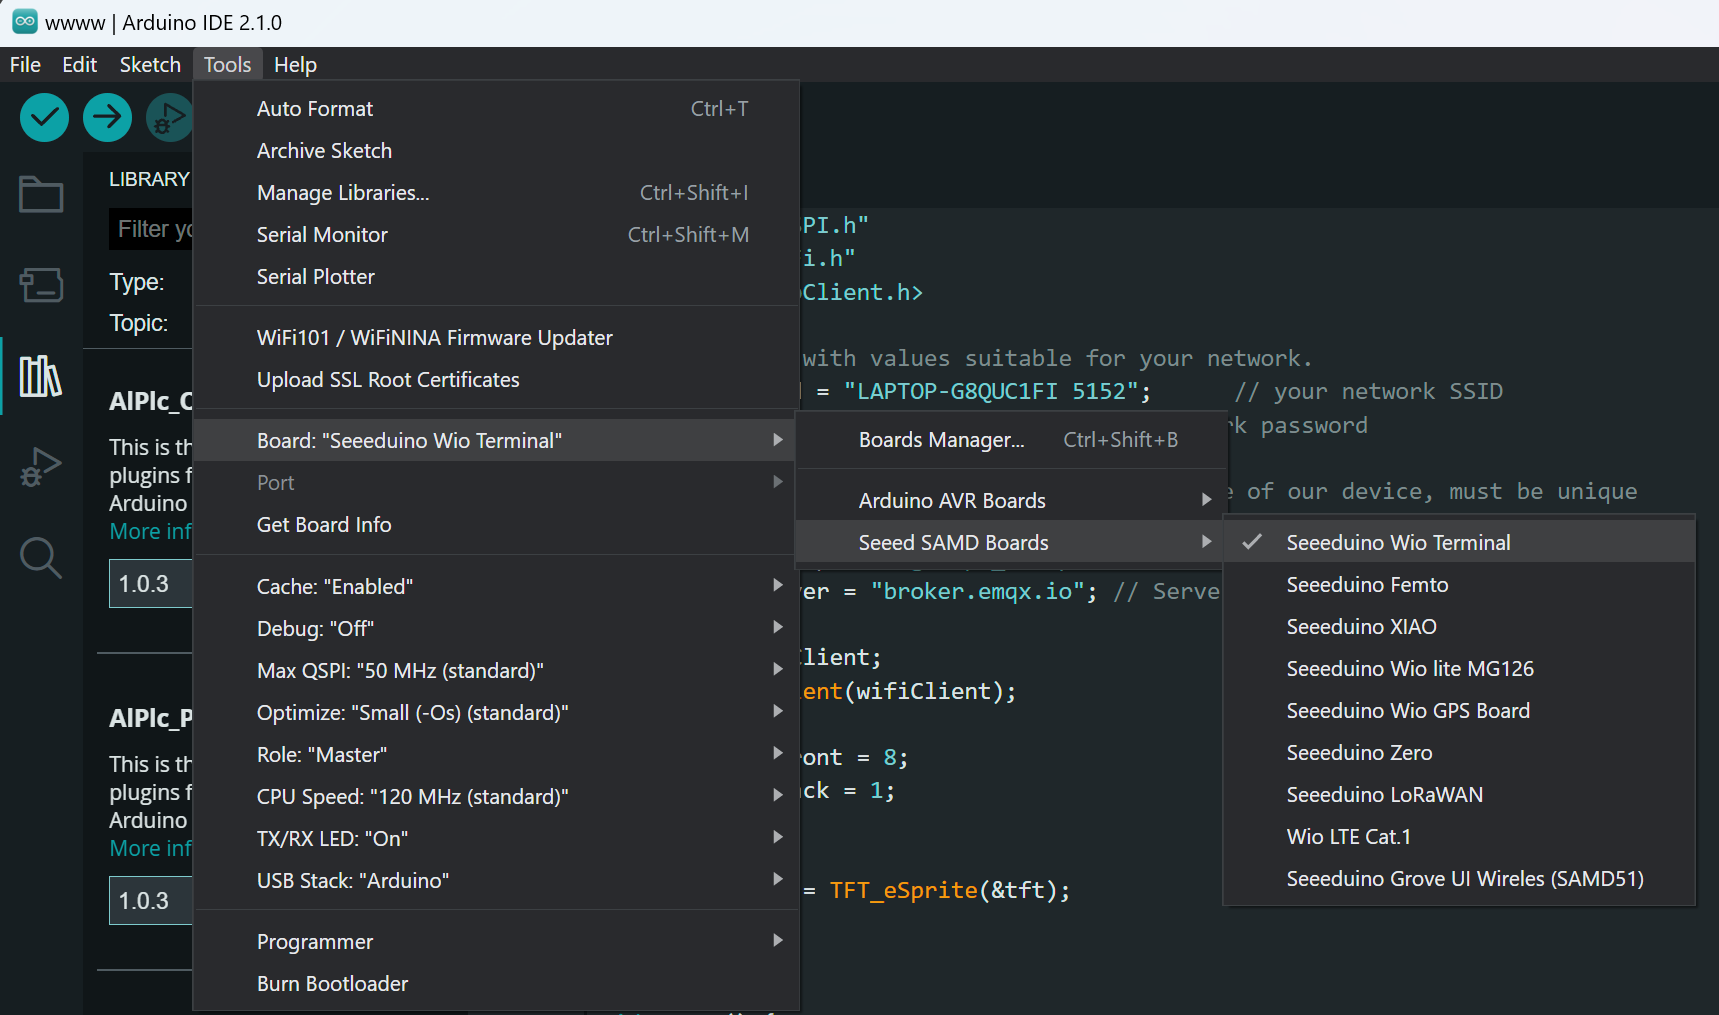 wwww | Arduino IDE 2.1.0
File Edit Sketch Tools Help
Auto Format Ctrl+T
Archive Sketch
Manage Libraries... Ctrl+Shift+I
Serial Monitor Ctrl+Shift+M
Serial Plotter
WiFi101 / WiFiNINA Firmware Updater
Upload SSL Root Certificates
Board: "Seeeduino Wio Terminal"
Port
Get Board Info
Cache: "Enabled"
Debug: "Off"
Max QSPI: "50 MHz (standard)"
Optimize: "Small (-Os) (standard)"
Role: "Master"
CPU Speed: "120 MHz (standard)"
TX/RX LED: "On"
USB Stack: "Arduino"
Programmer
Burn Bootloader
Boards Manager... Ctrl+Shift+B
Arduino AVR Boards
Seeed SAMD Boards
Seeeduino Wio Terminal
Seeeduino Femto
Seeeduino XIAO
Seeeduino Wio lite MG126
Seeeduino Wio GPS Board
Seeeduino Zero
Seeeduino LoRaWAN
Wio LTE Cat.1
Seeeduino Grove UI Wireles (SAMD51)
LIBRARY
Filter
Type:
Topic:
AlPlc_
This is
plugins
Arduino
More
1.0.3
AlPlc_
This is
plugins
Arduino
More
1.0.3
PI.h"
i.h"
Client.h>
with values suitable for your network.
= "LAPTOP-G8QUC1FI 5152"; // your network SSID
password
of our device, must be unique
= "broker.emqx.io"; // Serve
lient;
ent(wifiClient);
ont = 8;
ck = 1;
= TFT_eSprite(&tft);